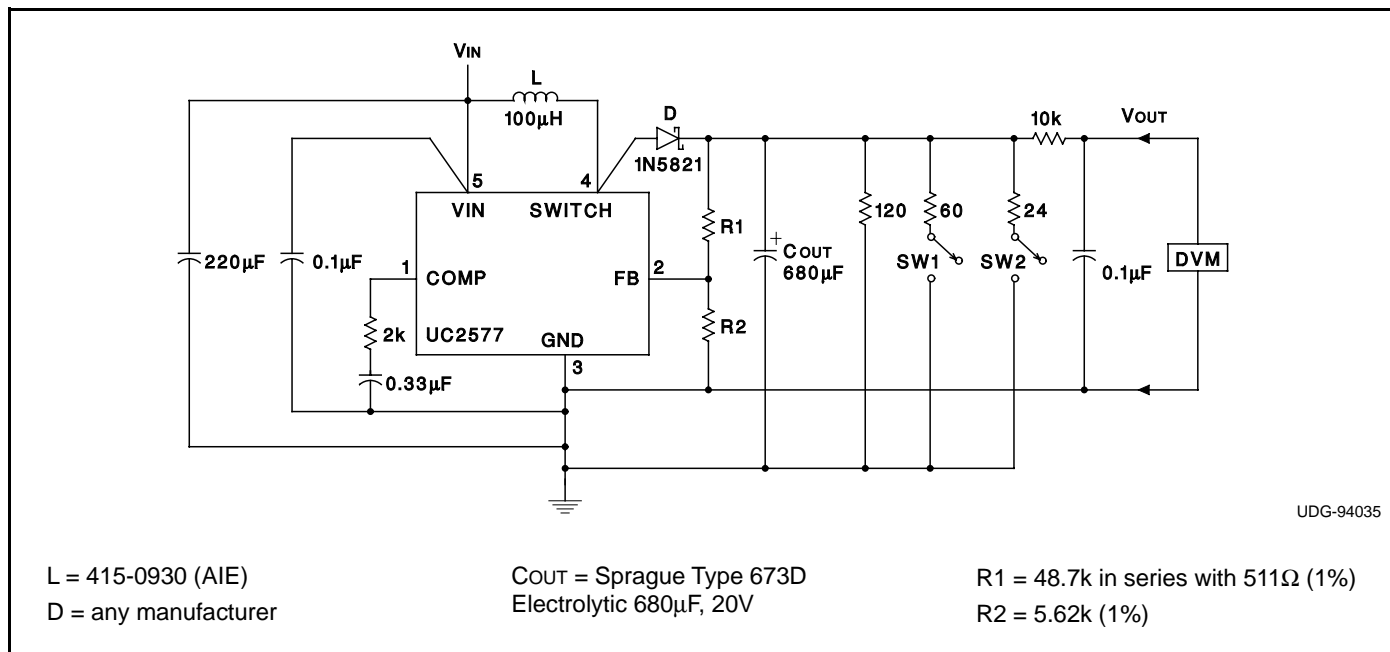 VIN
L
100µH
D
1N5821
10k
VOUT
5
4
VIN
SWITCH
R1
120
60
24
COUT
680µF
+
220µF
0.1µF
1
COMP
FB
2
SW1
SW2
0.1µF
DVM
2k
UC2577
GND
R2
3
0.33µF
UDG-94035
L = 415-0930 (AIE)
D = any manufacturer
COUT = Sprague Type 673D
Electrolytic 680µF, 20V
R1 = 48.7k in series with 511Ω (1%)
R2 = 5.62k (1%)